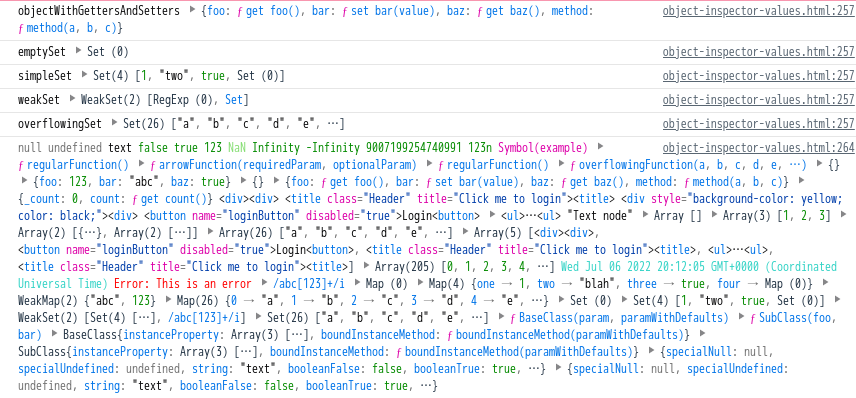 objectWithGettersAndSetters ▶ {foo: ƒ get foo(), bar: ƒ set bar(value), baz: ƒ get baz(), method: object-inspector-values.html:257
ƒ method(a, b, c)}
emptySet ▶ Set (0) object-inspector-values.html:257
simpleSet ▶ Set(4) [1, "two", true, Set (0)] object-inspector-values.html:257
weakSet ▶ WeakSet(2) [RegExp (0), Set] object-inspector-values.html:257
overflowingSet ▶ Set(26) ["a", "b", "c", "d", "e", …] object-inspector-values.html:257
null undefined text false true 123 NaN Infinity -Infinity 9007199254740991 123n Symbol(example) ▶ object-inspector-values.html:264
ƒ regularFunction() ▶ ƒ arrowFunction(requiredParam, optionalParam) ▶ ƒ regularFunction() ▶ ƒ overflowingFunction(a, b, c, d, e, …) ▶ {}
▶ {foo: 123, bar: "abc", baz: true} ▶ {} ▶ {foo: ƒ get foo(), bar: ƒ set bar(value), baz: ƒ get baz(), method: ƒ method(a, b, c)} ▶
{_count: 0, count: ƒ get count()} <div><div> <title class="Header" title="Click me to login"><title> <div style="background-color: yellow;
color: black;"><div> <button name="loginButton" disabled="true">Login<button> ▶ <ul>…<ul> "Text node" ▶ Array [] ▶ Array(3) [1, 2, 3] ▶
Array(2) [{…}, Array(2) […]] ▶ Array(26) ["a", "b", "c", "d", "e", …] ▶ Array(5) [<div><div>,
<button name="loginButton" disabled="true">Login<button>, <title class="Header" title="Click me to login"><title>, <ul>…<ul>,
<title class="Header" title="Click me to login"><title>] ▶ Array(205) [0, 1, 2, 3, 4, …] Wed Jul 06 2022 20:12:05 GMT+0000 (Coordinated
Universal Time) Error: This is an error ▶ /abc[123]+/i ▶ Map (0) ▶ Map(4) {one → 1, two → "blah", three → true, four → Map (0)} ▶
WeakMap(2) {"abc", 123} ▶ Map(26) {0 → "a", 1 → "b", 2 → "c", 3 → "d", 4 → "e", …} ▶ Set (0) ▶ Set(4) [1, "two", true, Set (0)] ▶
WeakSet(2) [Set(4) […], /abc[123]+/i] ▶ Set(26) ["a", "b", "c", "d", "e", …] ▶ ƒ BaseClass(param, paramWithDefaults) ▶ ƒ SubClass(foo,
bar) ▶ BaseClass{instanceProperty: Array(3) […], boundInstanceMethod: ƒ boundInstanceMethod(paramWithDefaults)} ▶
SubClass{instanceProperty: Array(3) […], boundInstanceMethod: ƒ boundInstanceMethod(paramWithDefaults)} ▶ {specialNull: null,
specialUndefined: undefined, string: "text", booleanFalse: false, booleanTrue: true, …} ▶ {specialNull: null, specialUndefined:
undefined, string: "text", booleanFalse: false, booleanTrue: true, …}